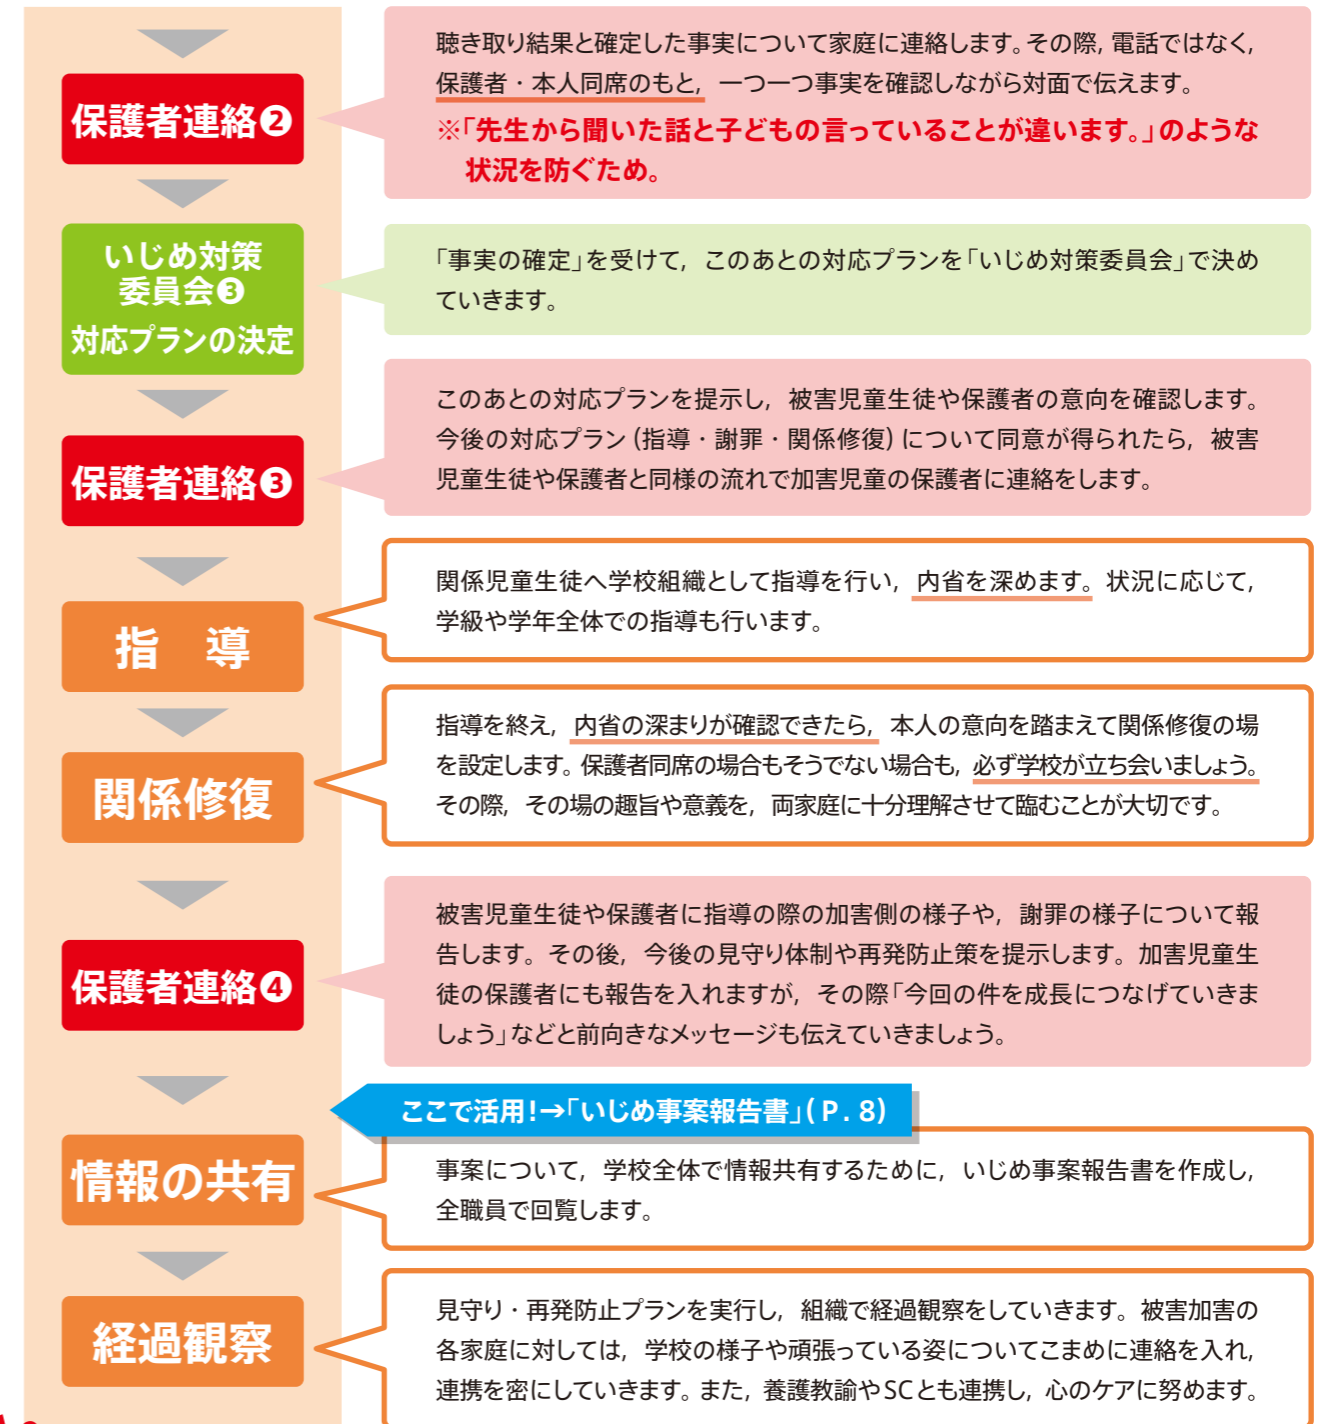 保護者連絡❷
聴き取り結果と確定した事実について家庭に連絡します。その際，電話ではなく，
保護者・本人同席のもと，一つ一つ事実を確認しながら対面で伝えます。
※「先生から聞いた話と子どもの言っていることが違います。」のような
状況を防ぐため。
いじめ対策
委員会❸
対応プランの決定
「事実の確定」を受けて，このあとの対応プランを「いじめ対策委員会」で決め
ていきます。
保護者連絡❸
このあとの対応プランを提示し，被害児童生徒や保護者の意向を確認します。
今後の対応プラン（指導・謝罪・関係修復）について同意が得られたら，被害
児童生徒や保護者と同様の流れで加害児童の保護者に連絡をします。
指　導
関係児童生徒へ学校組織として指導を行い，内省を深めます。状況に応じて，
学級や学年全体での指導も行います。
関係修復
指導を終え，内省の深まりが確認できたら，本人の意向を踏まえて関係修復の場
を設定します。保護者同席の場合もそうでない場合も，必ず学校が立ち会いましょう。
その際，その場の趣旨や意義を，両家庭に十分理解させて臨むことが大切です。
保護者連絡❹
被害児童生徒や保護者に指導の際の加害側の様子や，謝罪の様子について報
告します。その後，今後の見守り体制や再発防止策を提示します。加害児童生
徒の保護者にも報告を入れますが，その際「今回の件を成長につなげていきま
しょう」などと前向きなメッセージも伝えていきましょう。
ここで活用！→「いじめ事案報告書」（P. 8）
情報の共有
事案について，学校全体で情報共有するために，いじめ事案報告書を作成し，
全職員で回覧します。
経過観察
見守り・再発防止プランを実行し，組織で経過観察をしていきます。被害加害の
各家庭に対しては，学校の様子や頑張っている姿についてこまめに連絡を入れ，
連携を密にしていきます。また，養護教諭やSCとも連携し，心のケアに努めます。